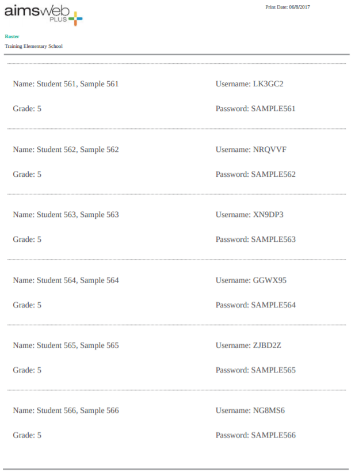 aimsweb
PLUS
Print Date: 08/8/2017
Roster
Training Elementary School
Name: Student 561, Sample 561 Username: LK3GC2
Grade: 5 Password: SAMPLE561
Name: Student 562, Sample 562 Username: NRQVVF
Grade: 5 Password: SAMPLE562
Name: Student 563, Sample 563 Username: XN9DP3
Grade: 5 Password: SAMPLE563
Name: Student 564, Sample 564 Username: GGWX95
Grade: 5 Password: SAMPLE564
Name: Student 565, Sample 565 Username: ZJBD2Z
Grade: 5 Password: SAMPLE565
Name: Student 566, Sample 566 Username: NG8MS6
Grade: 5 Password: SAMPLE566